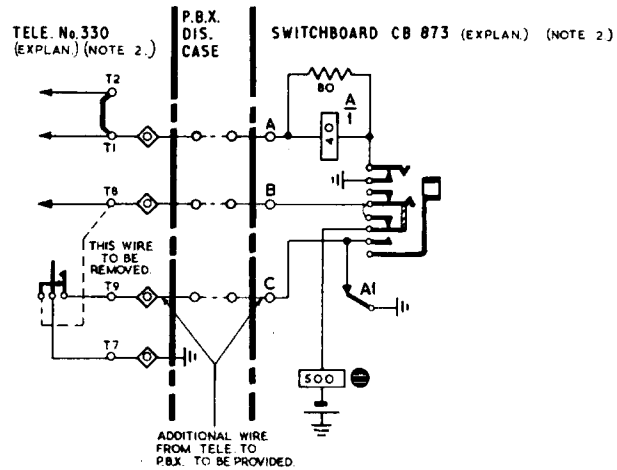 TELE. No. 330
(EXPLAN.) (NOTE 2.)
P.B.X.
DIS.
CASE
SWITCHBOARD CB 873 (EXPLAN.) (NOTE 2.)
T2
T1
T8
T9
T7
THIS WIRE
TO BE
REMOVED.
A
B
C
80
A
1
40
A1
500
ADDITIONAL WIRE
FROM TELE. TO
P.B.X. TO BE PROVIDED.